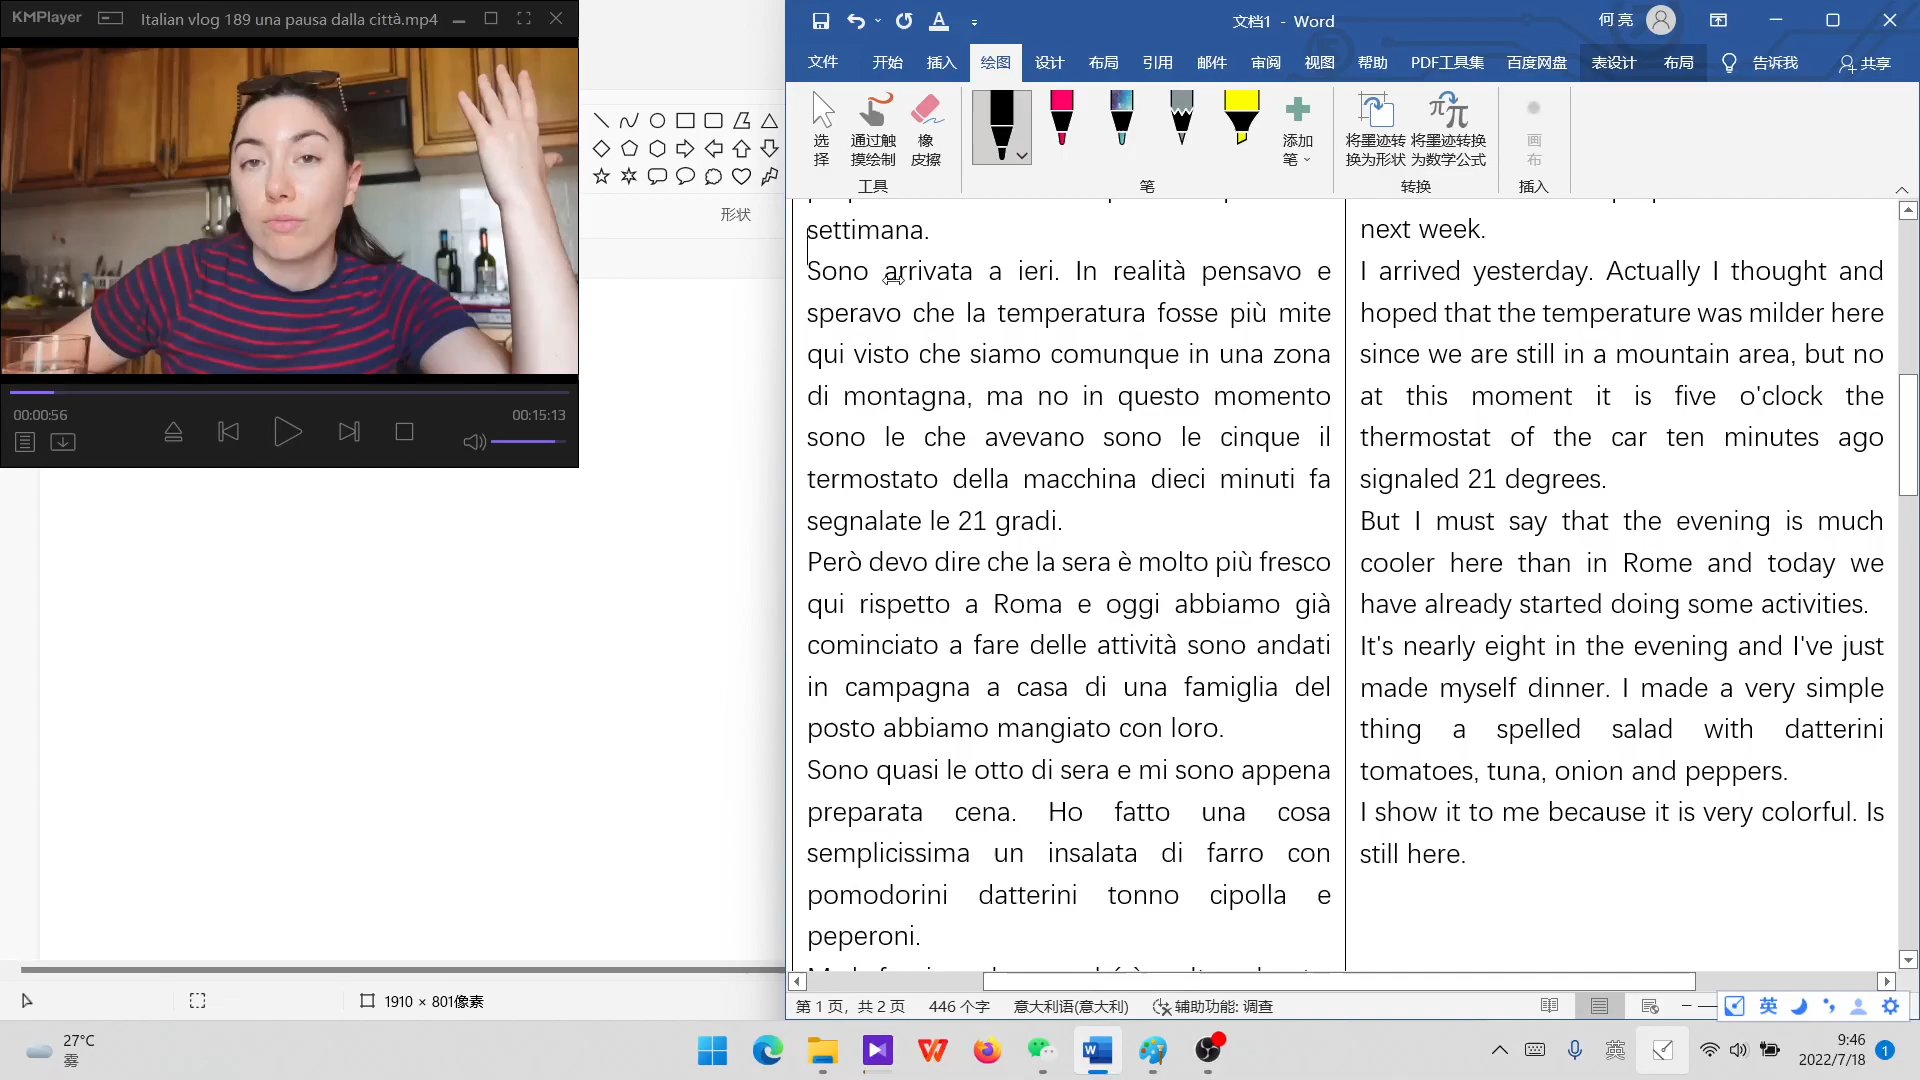 KMPlayer
Italian vlog 189 una pausa dalla città.mp4
00:00:56
00:15:13
形状
1910 × 801像素
文档1 - Word
何 亮
文件
开始
插入
绘图
设计
布局
引用
邮件
审阅
视图
帮助
PDF工具集
百度网盘
表设计
布局
告诉我
共享
选择
通过触摸绘制
橡皮擦
工具
笔
添加笔
将墨迹转换为形状
将墨迹转换为数学公式
转换
画布
插入
settimana.
Sono arrivata a ieri. In realità pensavo e
speravo che la temperatura fosse più mite
qui visto che siamo comunque in una zona
di montagna, ma no in questo momento
sono le che avevano sono le cinque il
termostato della macchina dieci minuti fa
segnalate le 21 gradi.
Però devo dire che la sera è molto più fresco
qui rispetto a Roma e oggi abbiamo già
cominciato a fare delle attività sono andati
in campagna a casa di una famiglia del
posto abbiamo mangiato con loro.
Sono quasi le otto di sera e mi sono appena
preparata cena. Ho fatto una cosa
semplicissima un insalata di farro con
pomodorini datterini tonno cipolla e
peperoni.
next week.
I arrived yesterday. Actually I thought and
hoped that the temperature was milder here
since we are still in a mountain area, but no
at this moment it is five o'clock the
thermostat of the car ten minutes ago
signaled 21 degrees.
But I must say that the evening is much
cooler here than in Rome and today we
have already started doing some activities.
It's nearly eight in the evening and I've just
made myself dinner. I made a very simple
thing a spelled salad with datterini
tomatoes, tuna, onion and peppers.
I show it to me because it is very colorful. Is
still here.
第 1 页，共 2 页
446 个字
意大利语(意大利)
辅助功能: 调查
英
27°C
雾
英
9:46
2022/7/18
1